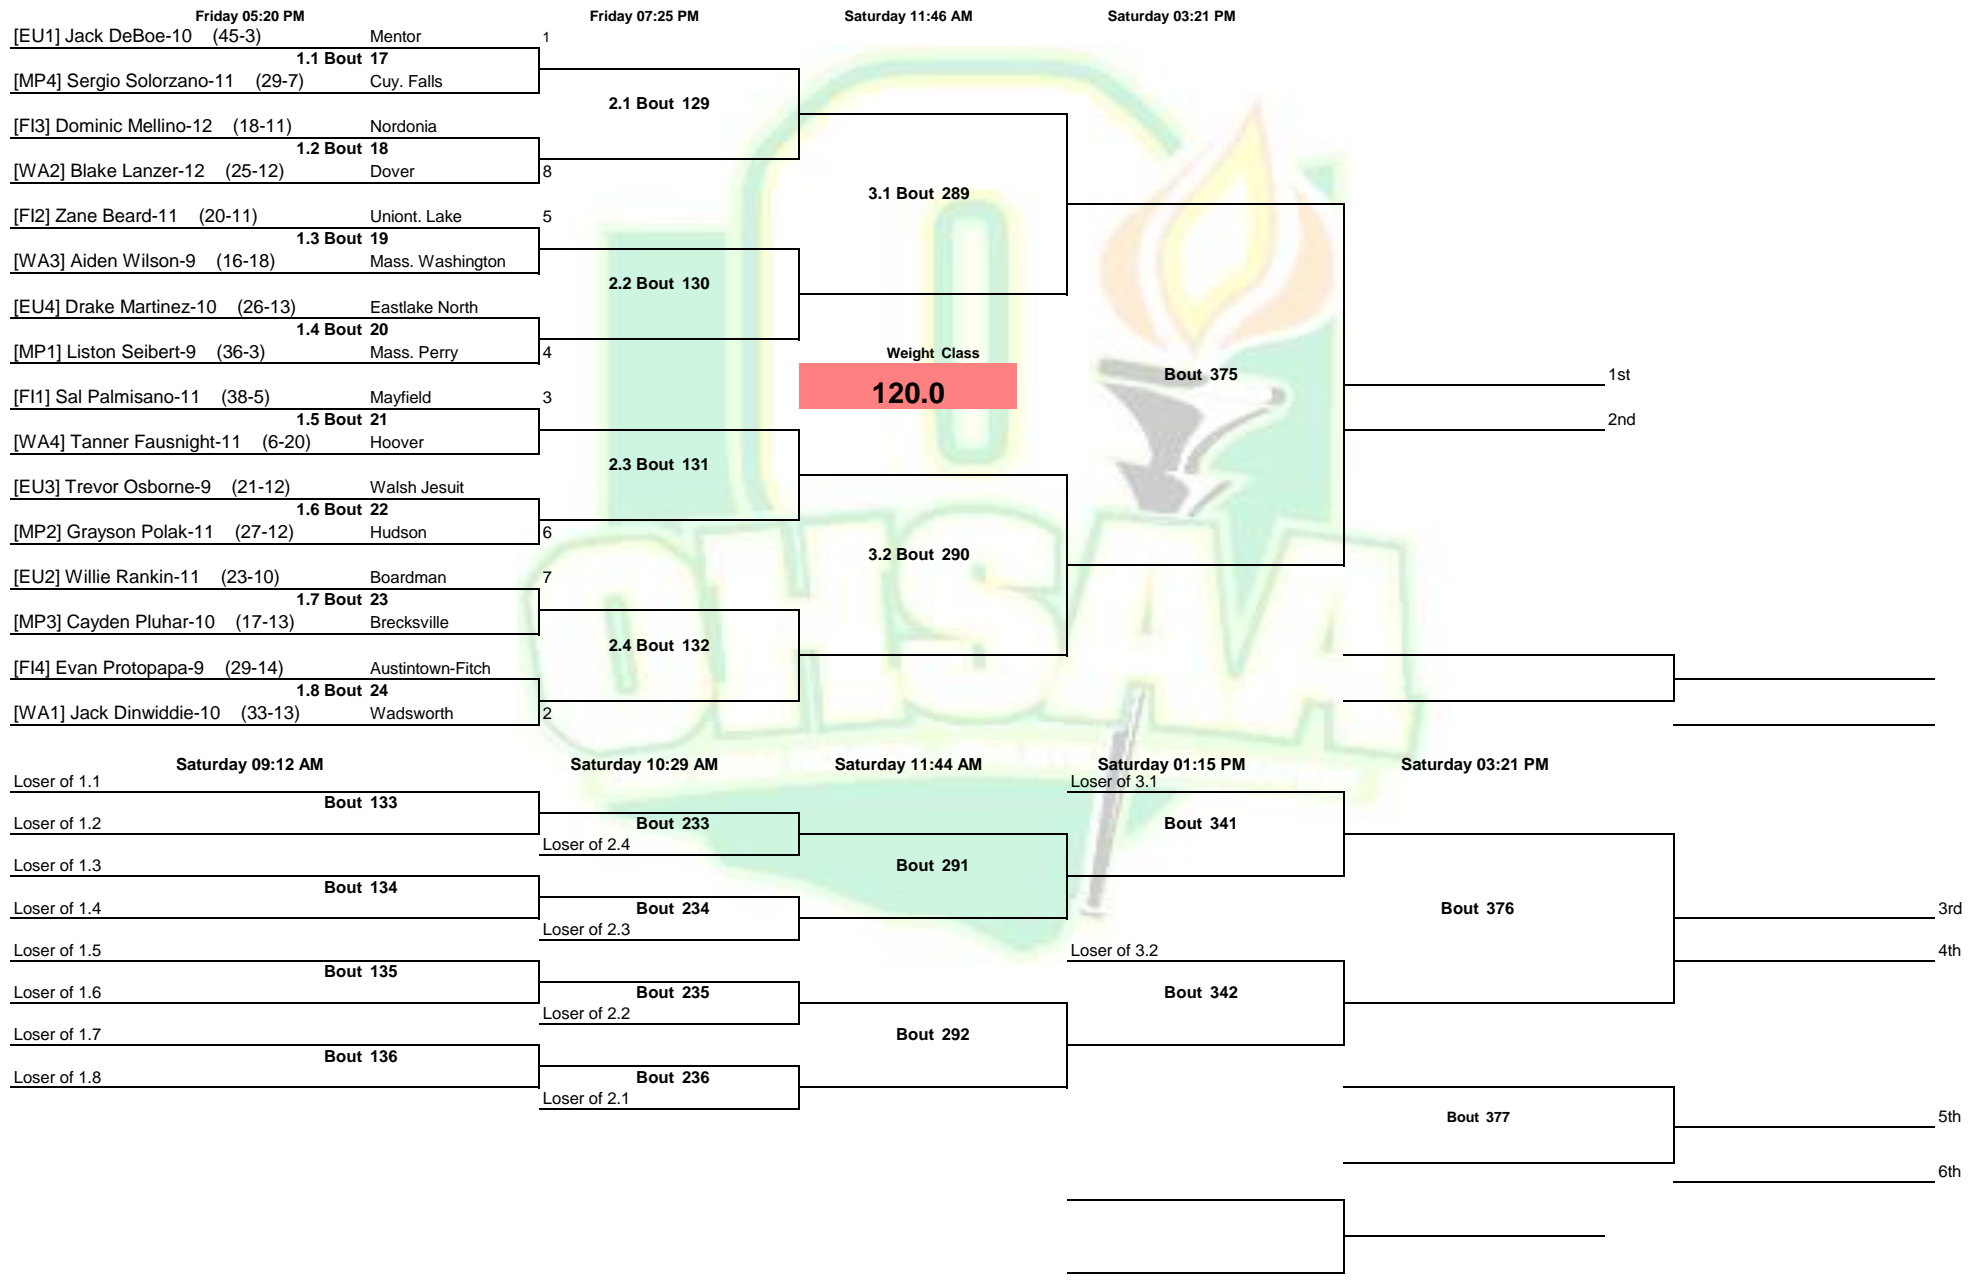 Friday 05:20 PM Friday 07:25 PM Saturday 11:46 AM Saturday 03:21 PM
[EU1] Jack DeBoe-10 (45-3) Mentor 1
1.1 Bout 17
[MP4] Sergio Solorzano-11 (29-7) Cuy. Falls
2.1 Bout 129
[FI3] Dominic Mellino-12 (18-11) Nordonia
1.2 Bout 18
[WA2] Blake Lanzer-12 (25-12) Dover 8
3.1 Bout 289
[FI2] Zane Beard-11 (20-11) Uniont. Lake 5
1.3 Bout 19
[WA3] Aiden Wilson-9 (16-18) Mass. Washington
2.2 Bout 130
[EU4] Drake Martinez-10 (26-13) Eastlake North
1.4 Bout 20
[MP1] Liston Seibert-9 (36-3) Mass. Perry 4
Weight Class
120.0
Bout 375
1st
2nd
[FI1] Sal Palmisano-11 (38-5) Mayfield 3
1.5 Bout 21
[WA4] Tanner Fausnight-11 (6-20) Hoover
2.3 Bout 131
[EU3] Trevor Osborne-9 (21-12) Walsh Jesuit
1.6 Bout 22
[MP2] Grayson Polak-11 (27-12) Hudson 6
3.2 Bout 290
[EU2] Willie Rankin-11 (23-10) Boardman 7
1.7 Bout 23
[MP3] Cayden Pluhar-10 (17-13) Brecksville
2.4 Bout 132
[FI4] Evan Protopapa-9 (29-14) Austintown-Fitch
1.8 Bout 24
[WA1] Jack Dinwiddie-10 (33-13) Wadsworth 2
OHSAA
Saturday 09:12 AM Saturday 10:29 AM Saturday 11:44 AM Saturday 01:15 PM Saturday 03:21 PM
Loser of 1.1 Loser of 3.1
Bout 133
Loser of 1.2 Bout 233 Bout 341
Loser of 2.4
Loser of 1.3 Bout 291
Bout 134
Loser of 1.4 Bout 234 Bout 376 3rd
Loser of 2.3
Loser of 1.5 Loser of 3.2 4th
Bout 135
Loser of 1.6 Bout 235 Bout 342
Loser of 2.2
Loser of 1.7 Bout 292
Bout 136
Loser of 1.8 Bout 236
Loser of 2.1
Bout 377 5th
6th